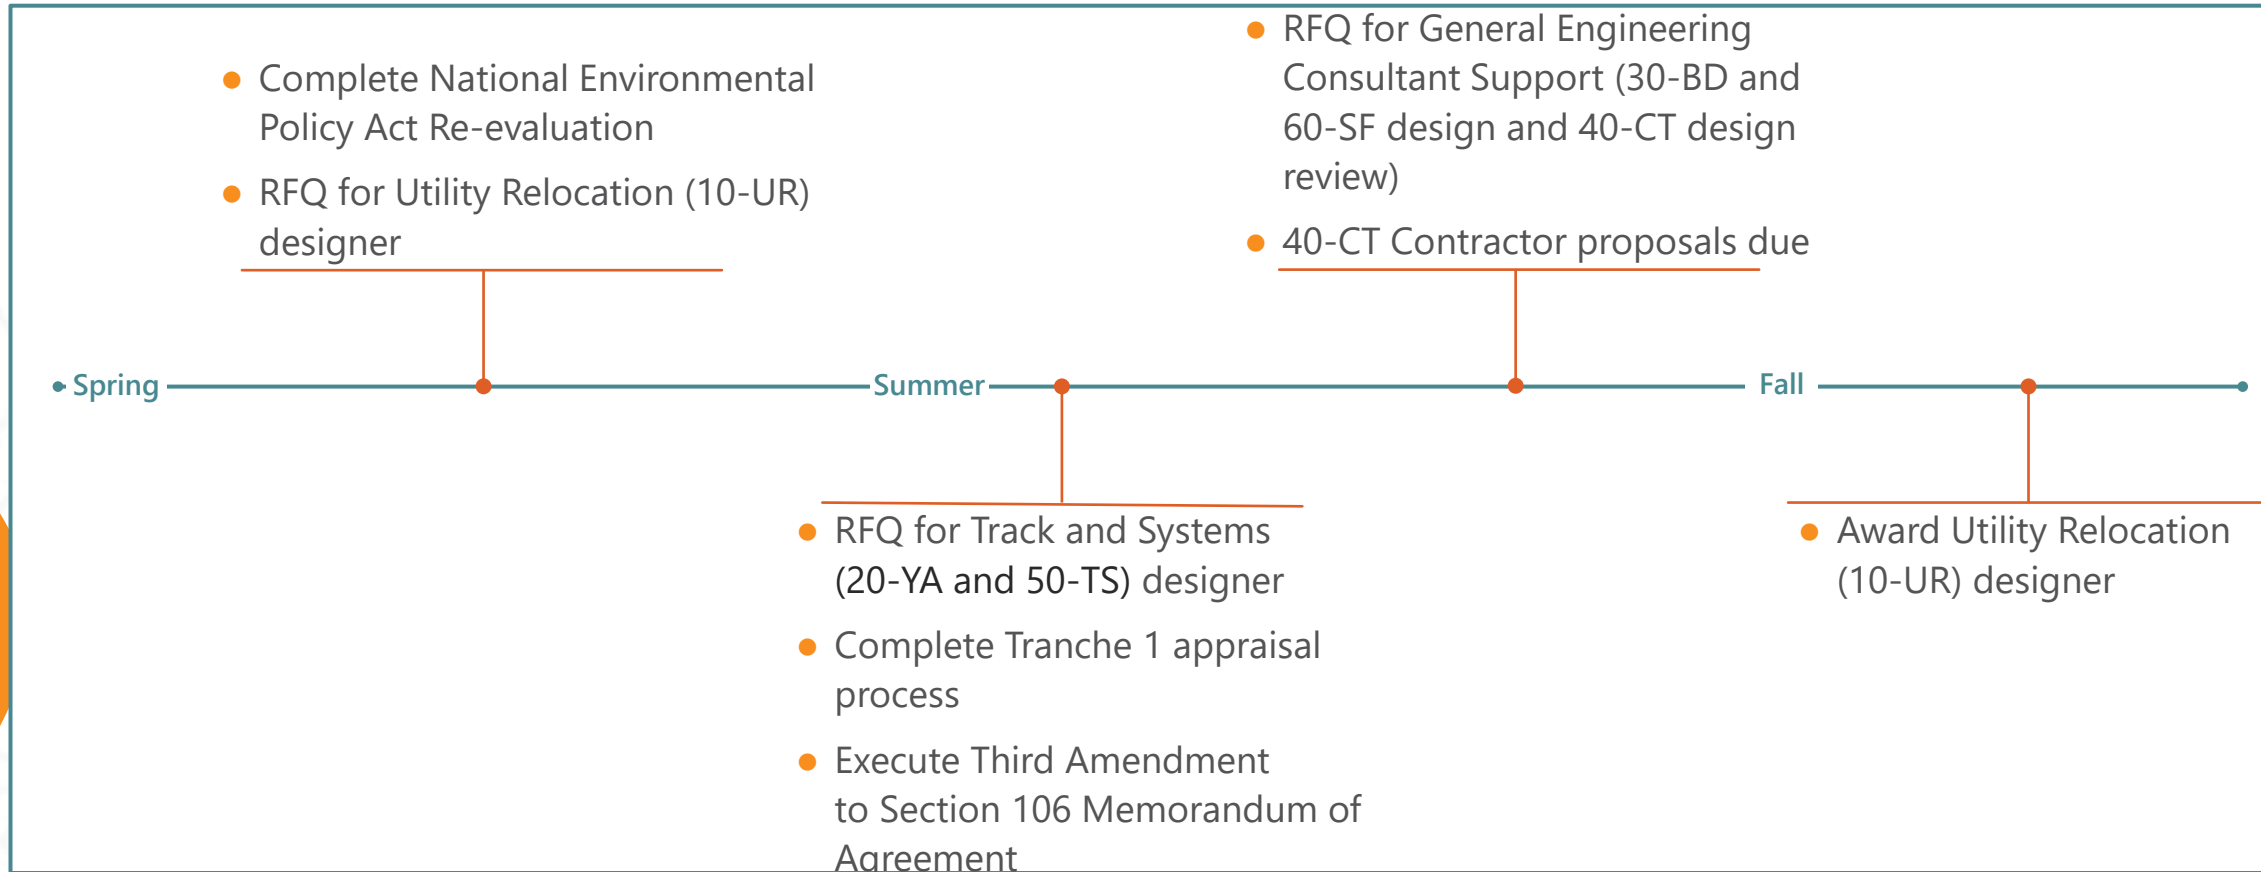 Complete National Environmental
Policy Act Re-evaluation
RFQ for Utility Relocation (10-UR)
designer
RFQ for General Engineering
Consultant Support (30-BD and
60-SF design and 40-CT design
review)
40-CT Contractor proposals due
Spring
Summer
Fall
RFQ for Track and Systems
(20-YA and 50-TS) designer
Complete Tranche 1 appraisal
process
Execute Third Amendment
to Section 106 Memorandum of
Agreement
Award Utility Relocation
(10-UR) designer